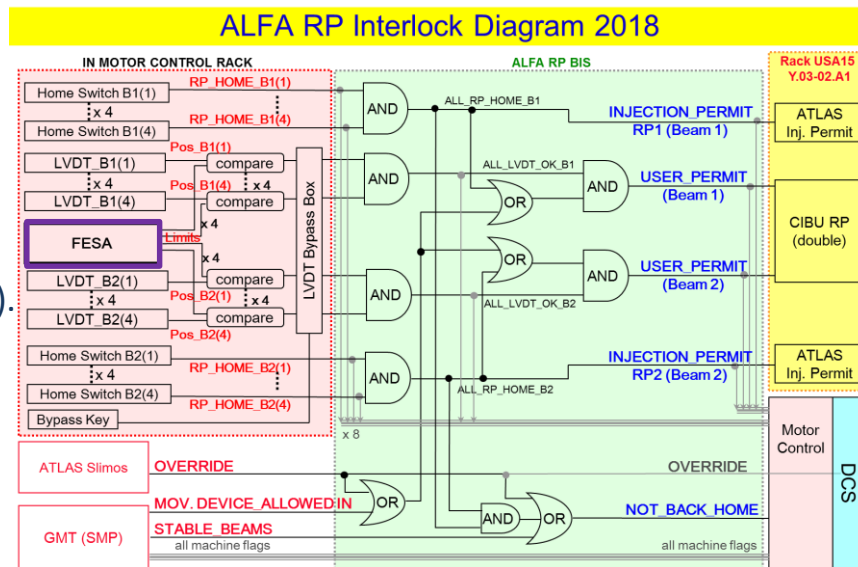 ALFA RP Interlock Diagram 2018
IN MOTOR CONTROL RACK
ALFA RP BIS
Rack USA15
Y.03-02.A1
Home Switch B1(1)
x 4
Home Switch B1(4)
RP_HOME_B1(1)
RP_HOME_B1(4)
LVDT_B1(1)
x 4
LVDT_B1(4)
Pos_B1(1)
Pos_B1(4)
compare
x 4
compare
x 4
FESA
Limits
x 4
LVDT_B2(1)
x 4
LVDT_B2(4)
Pos_B2(1)
Pos_B2(4)
compare
x 4
compare
LVDT Bypass Box
Home Switch B2(1)
x 4
Home Switch B2(4)
RP_HOME_B2(1)
RP_HOME_B2(4)
Bypass Key
).
AND
ALL_RP_HOME_B1
INJECTION_PERMIT
RP1 (Beam 1)
ATLAS
Inj. Permit
AND
ALL_LVDT_OK_B1
OR
AND
USER_PERMIT
(Beam 1)
CIBU RP
(double)
OR
AND
USER_PERMIT
(Beam 2)
AND
ALL_LVDT_OK_B2
AND
ALL_RP_HOME_B2
INJECTION_PERMIT
RP2 (Beam 2)
ATLAS
Inj. Permit
x 8
Motor
Control
DCS
ATLAS Slimos
OVERRIDE
OVERRIDE
GMT (SMP)
MOV. DEVICE_ALLOWED IN
STABLE_BEAMS
all machine flags
OR
AND
OR
NOT_BACK_HOME
all machine flags